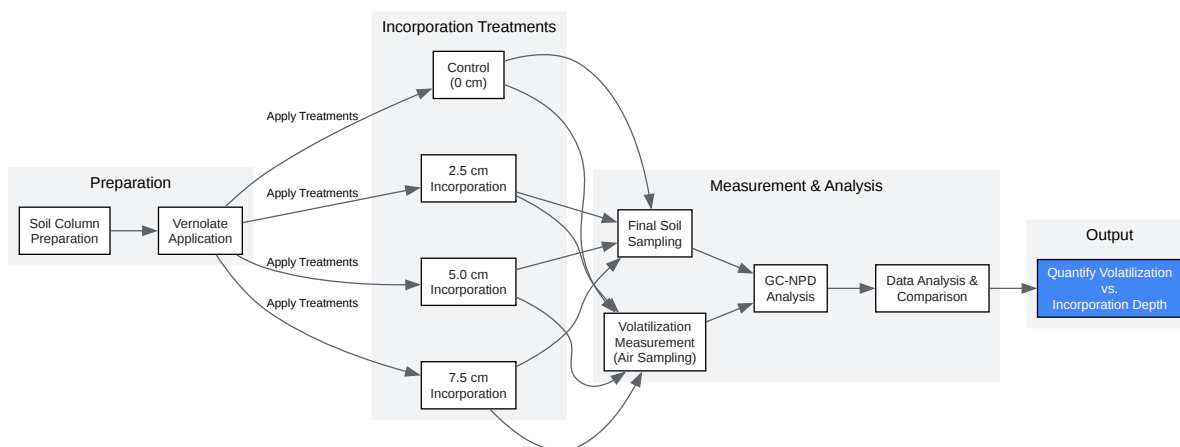 Incorporation Treatments
Control
(0 cm)
Apply Treatments
2.5 cm
Incorporation
Preparation
Measurement & Analysis
Apply Treatments
Soil Column
Preparation
Vernolate
Application
Final Soil
Sampling
Output
Apply Treatments
5.0 cm
Incorporation
GC-NPD
Analysis
Data Analysis &
Comparison
Quantify Volatilization
vs.
Incorporation Depth
Apply Treatments
Volatilization
Measurement
(Air Sampling)
7.5 cm
Incorporation